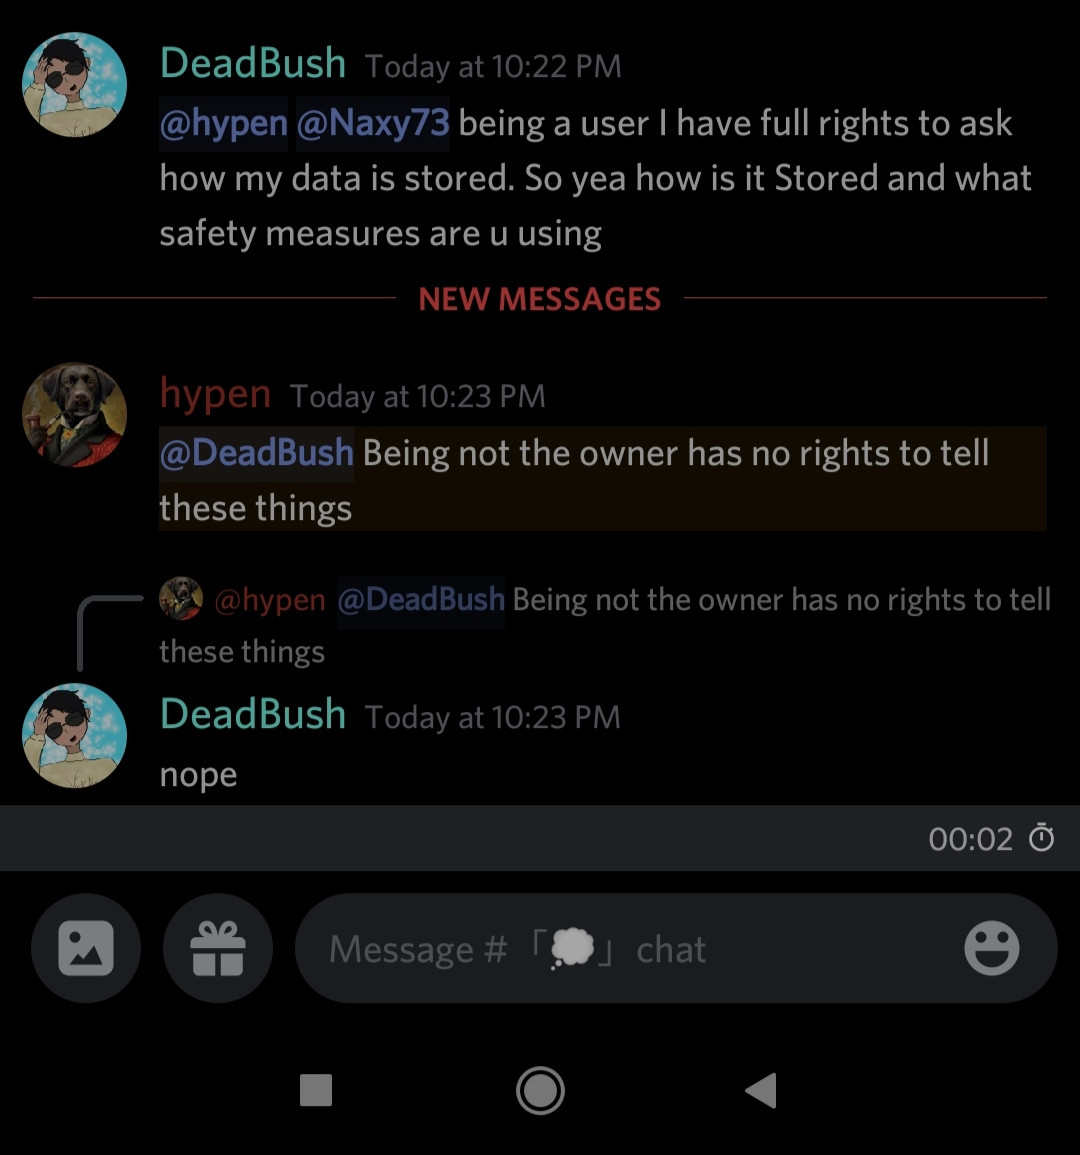 DeadBush Today at 10:22 PM
@hypen @Naxy73 being a user I have full rights to ask
how my data is stored. So yea how is it Stored and what
safety measures are u using
NEW MESSAGES
hypen Today at 10:23 PM
@DeadBush Being not the owner has no rights to tell
these things
@hypen @DeadBush Being not the owner has no rights to tell
these things
DeadBush Today at 10:23 PM
nope
00:02
Message # 「💭」 chat